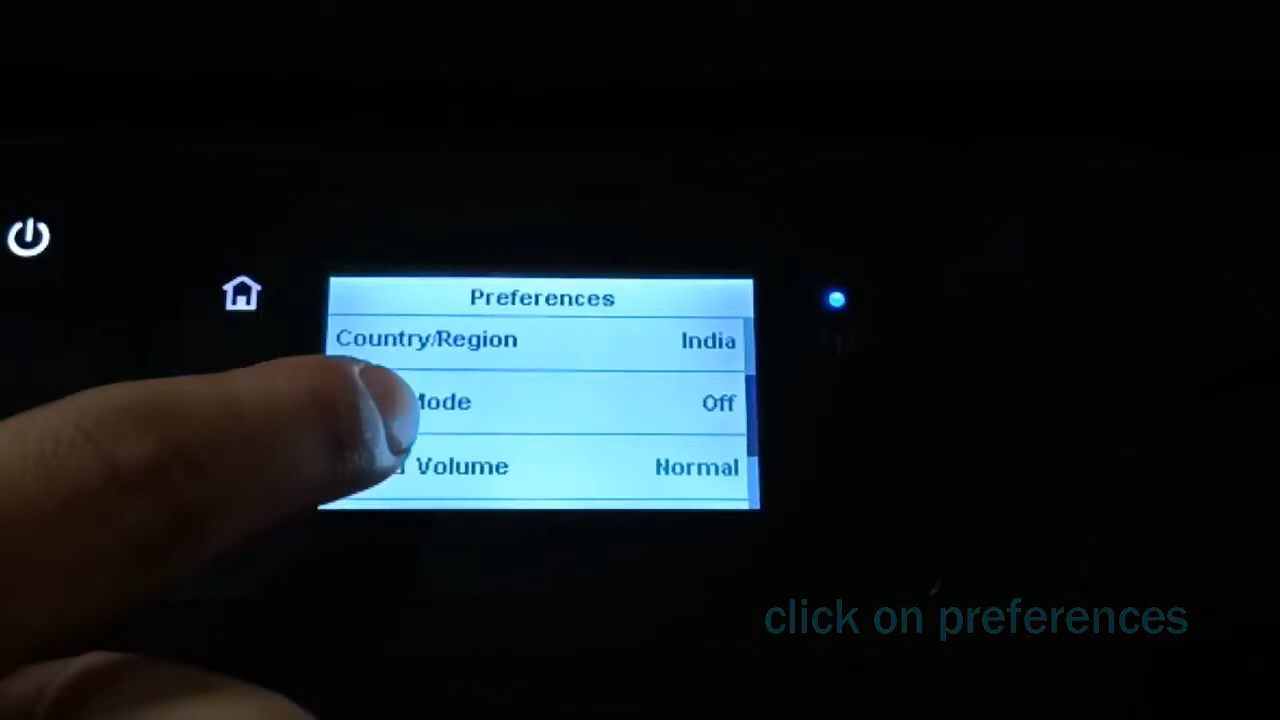 Preferences
Country/Region India
Mode Off
Volume Normal
click on preferences